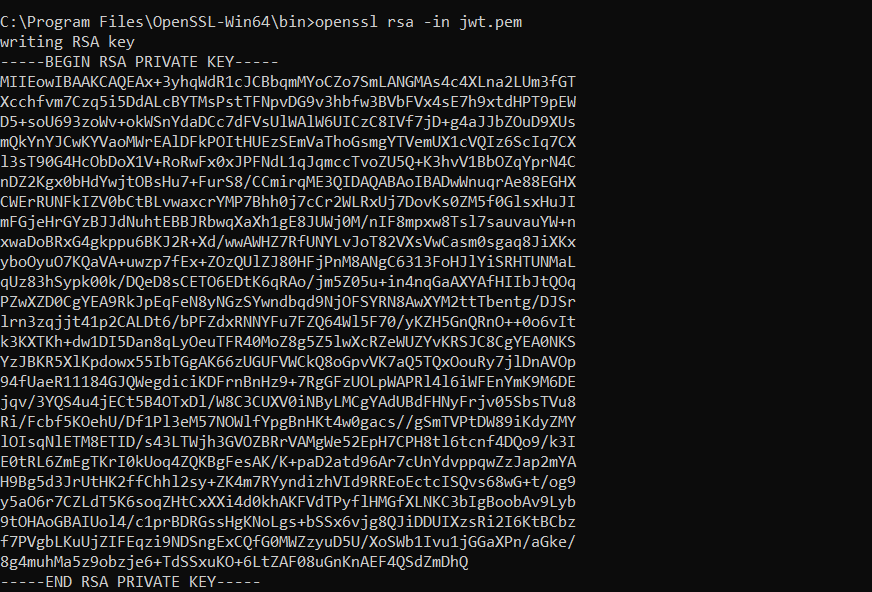 C:\Program Files\OpenSSL-Win64\bin>openssl rsa -in jwt.pem
writing RSA key
-----BEGIN RSA PRIVATE KEY-----
MIIEowIBAAKCAQEAx+3yhqWdR1cJCBbqmMYoCZo7SmLANGMAs4c4XLna2LUm3fGT
Xcchfvm7Czq5i5DdALcBYTMsPstTFNpvDG9v3hbfw3BVbFVx4sE7h9xtdHPT9pEW
D5+soU693zoWv+okWSnYdaDCc7dFVsUlWAlW6UICzC8IVf7jD+g4aJJbZOuD9XUs
mQkYnYJCwKYVaoMWrEAlDFkPOItHUEzSEmVaThoGsmgYTVemUX1cVQIz6ScIq7CX
l3sT90G4HcObDoX1V+RoRwFx0xJPFNdL1qJqmccTvoZU5Q+K3hvV1BbOZqYprN4C
nDZ2Kgx0bHdYwjtOBsHu7+FurS8/CCmirqME3QIDAQABAoIBADwWnuqrAe88EGHX
CWErRUNFkIZV0bCtBLvwaxcrYMP7Bhh0j7cCr2WLRxUj7DovKs0ZM5f0GlsxHuJI
mFGjeHrGYzBJJdNuhtEBBJRbwqXaXh1gE8JUWj0M/nIF8mpxw8Tsl7sauvauYW+n
xwaDoBRxG4gkppu6BKJ2R+Xd/wwAWHZ7RfUNYLvJoT82VXsVwCasm0sgaq8JiXKx
yboOyuO7KQaVA+uwzp7fEx+ZOzQUlZJ80HFjPnM8ANgC6313FoHJlYiSRHTUNMaL
qUz83hSypk00k/DQeD8sCETO6EDtK6qRAo/jm5Z05u+in4nqGaAXYAfHIIbJtQOq
PZwXZD0CgYEA9RkJpEqFeN8yNGzSYwndbqd9NjOFSYRN8AwXYM2ttTbentg/DJSr
lrn3zqjjt41p2CALDt6/bPFZdxRNNYFu7FZQ64Wl5F70/yKZH5GnQRnO++0o6vIt
k3KXTKh+dw1DI5Dan8qLyOeuTFR40MoZ8g5Z5lwXcRZeWUZYvKRSJC8CgYEA0NKS
YzJBKR5XlKpdowx55IbTGgAK66zUGUFVWCkQ8oGpvVK7aQ5TQxOouRy7jlDnAVOp
94fUaeR11184GJQWegdiciKDFrnBnHz9+7RgGFzUOLpWAPRl4l6iWFEnYmK9M6DE
jqv/3YQS4u4jECt5B4OTxDl/W8C3CUXV0iNByLMCgYAdUBdFHNyFrjv05SbsTVu8
Ri/Fcbf5KOehU/Df1Pl3eM57NOWlfYpgBnHKt4w0gacs//gSmTVPtDW89iKdyZMY
lOIsqNlETM8ETID/s43LTWjh3GVOZBRrVAMgWe52EpH7CPH8tl6tcnf4DQo9/k3I
E0tRL6ZmEgTKrI0kUoq4ZQKBgFesAK/K+paD2atd96Ar7cUnYdvppqwZzJap2mYA
H9Bg5d3JrUtHK2ffChhl2sy+ZK4m7RYyndizhVId9RREoEctcISQvs68wG+t/og9
y5aO6r7CZLdT5K6soqZHtCxXXi4d0khAKFVdTPyflHMGfXLNKC3bIgBoobAv9Lyb
9tOHAoGBAIUol4/c1prBDRGssHgKNoLgs+bSSx6vjg8QJiDDUIXzsRi2I6KtBCbz
f7PVgbLKuUjZIFEqzi9NDSngExCQfG0MWZzyuD5U/XoSWb1Ivu1jGGaXPn/aGke/
8g4muhMa5z9obzje6+TdSSxuKO+6LtZAF08uGnKnAEF4QSdZmDhQ
-----END RSA PRIVATE KEY-----